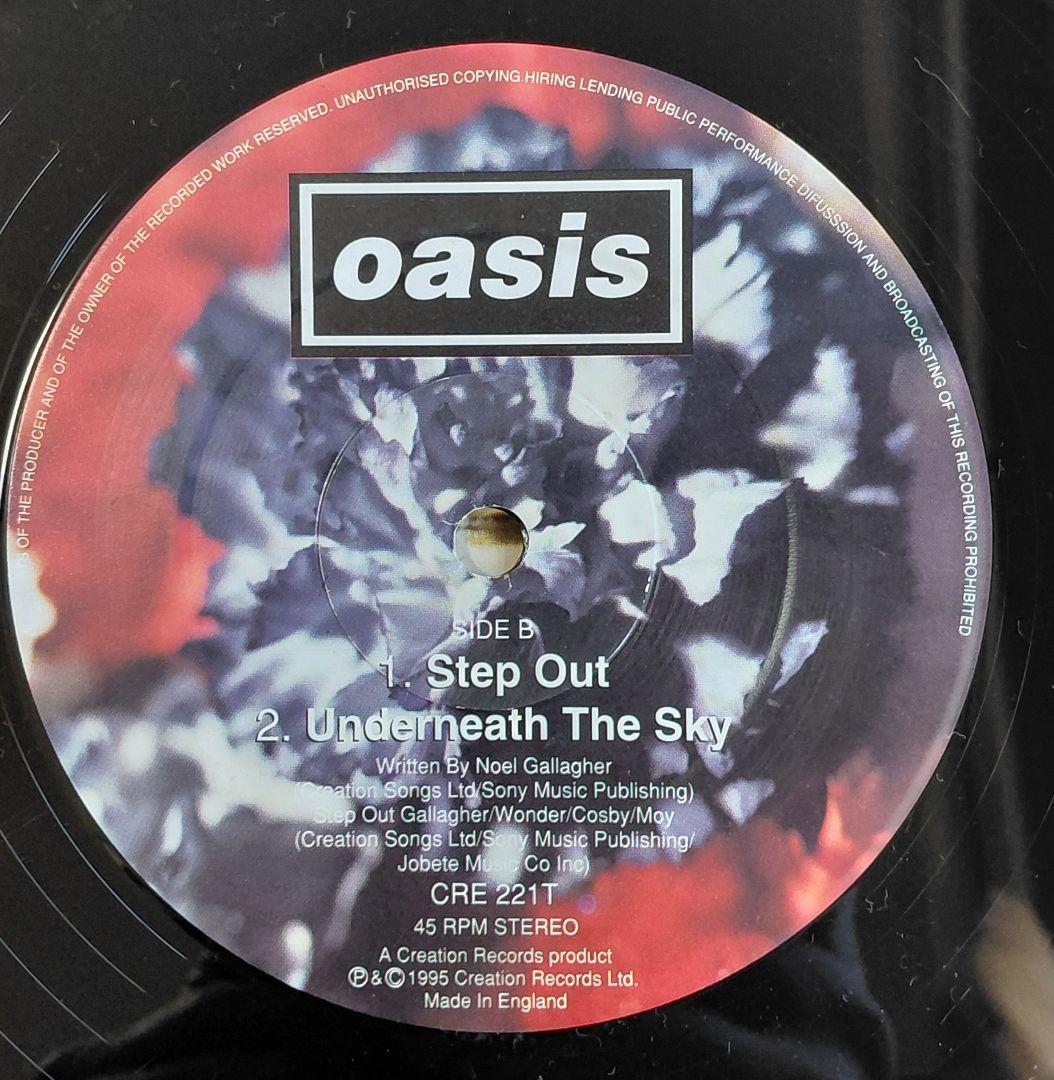 OF THE PRODUCER AND OF THE OWNER OF THE RECORDED WORK RESERVED. UNAUTHORISED COPYING HIRING LENDING PUBLIC PERFORMANCE DIFUSSSION AND BROADCASTING OF THIS RECORDING PROHIBITED
oasis
SIDE B
1. Step Out
2. Underneath The Sky
Written By Noel Gallagher
(Creation Songs Ltd/Sony Music Publishing)
Step Out Gallagher/Wonder/Cosby/Moy
(Creation Songs Ltd/Sony Music Publishing/
Jobete Music Co Inc)
CRE 221T
45 RPM STEREO
A Creation Records product
℗&©1995 Creation Records Ltd.
Made In England